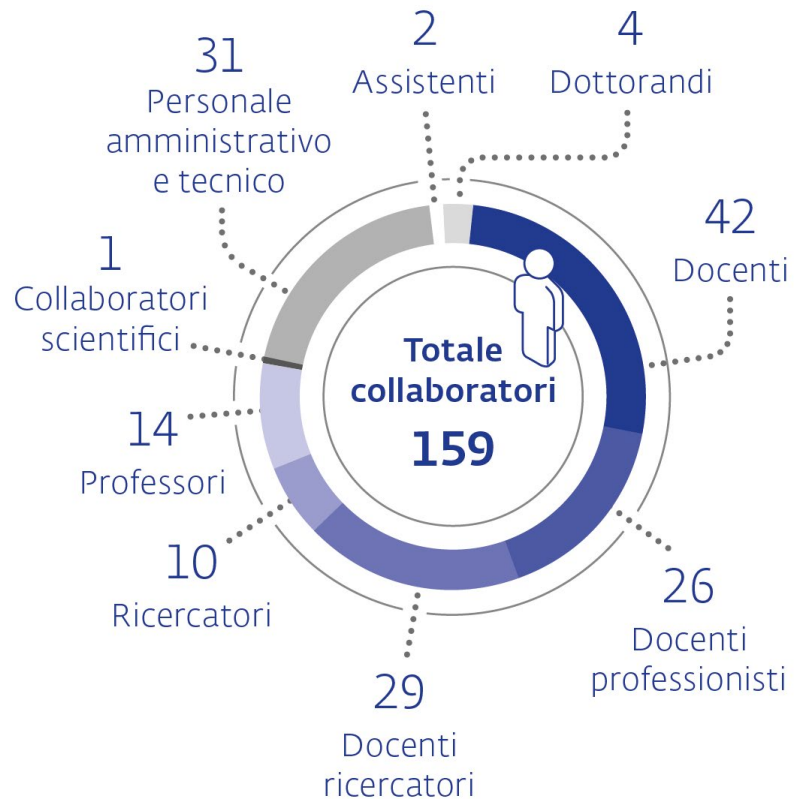 2
Assistenti
4
Dottorandi
31
Personale
amministrativo
e tecnico
42
Docenti
1
Collaboratori
scientifici
Totale
collaboratori
159
14
Professori
10
Ricercatori
26
Docenti
professionisti
29
Docenti
ricercatori